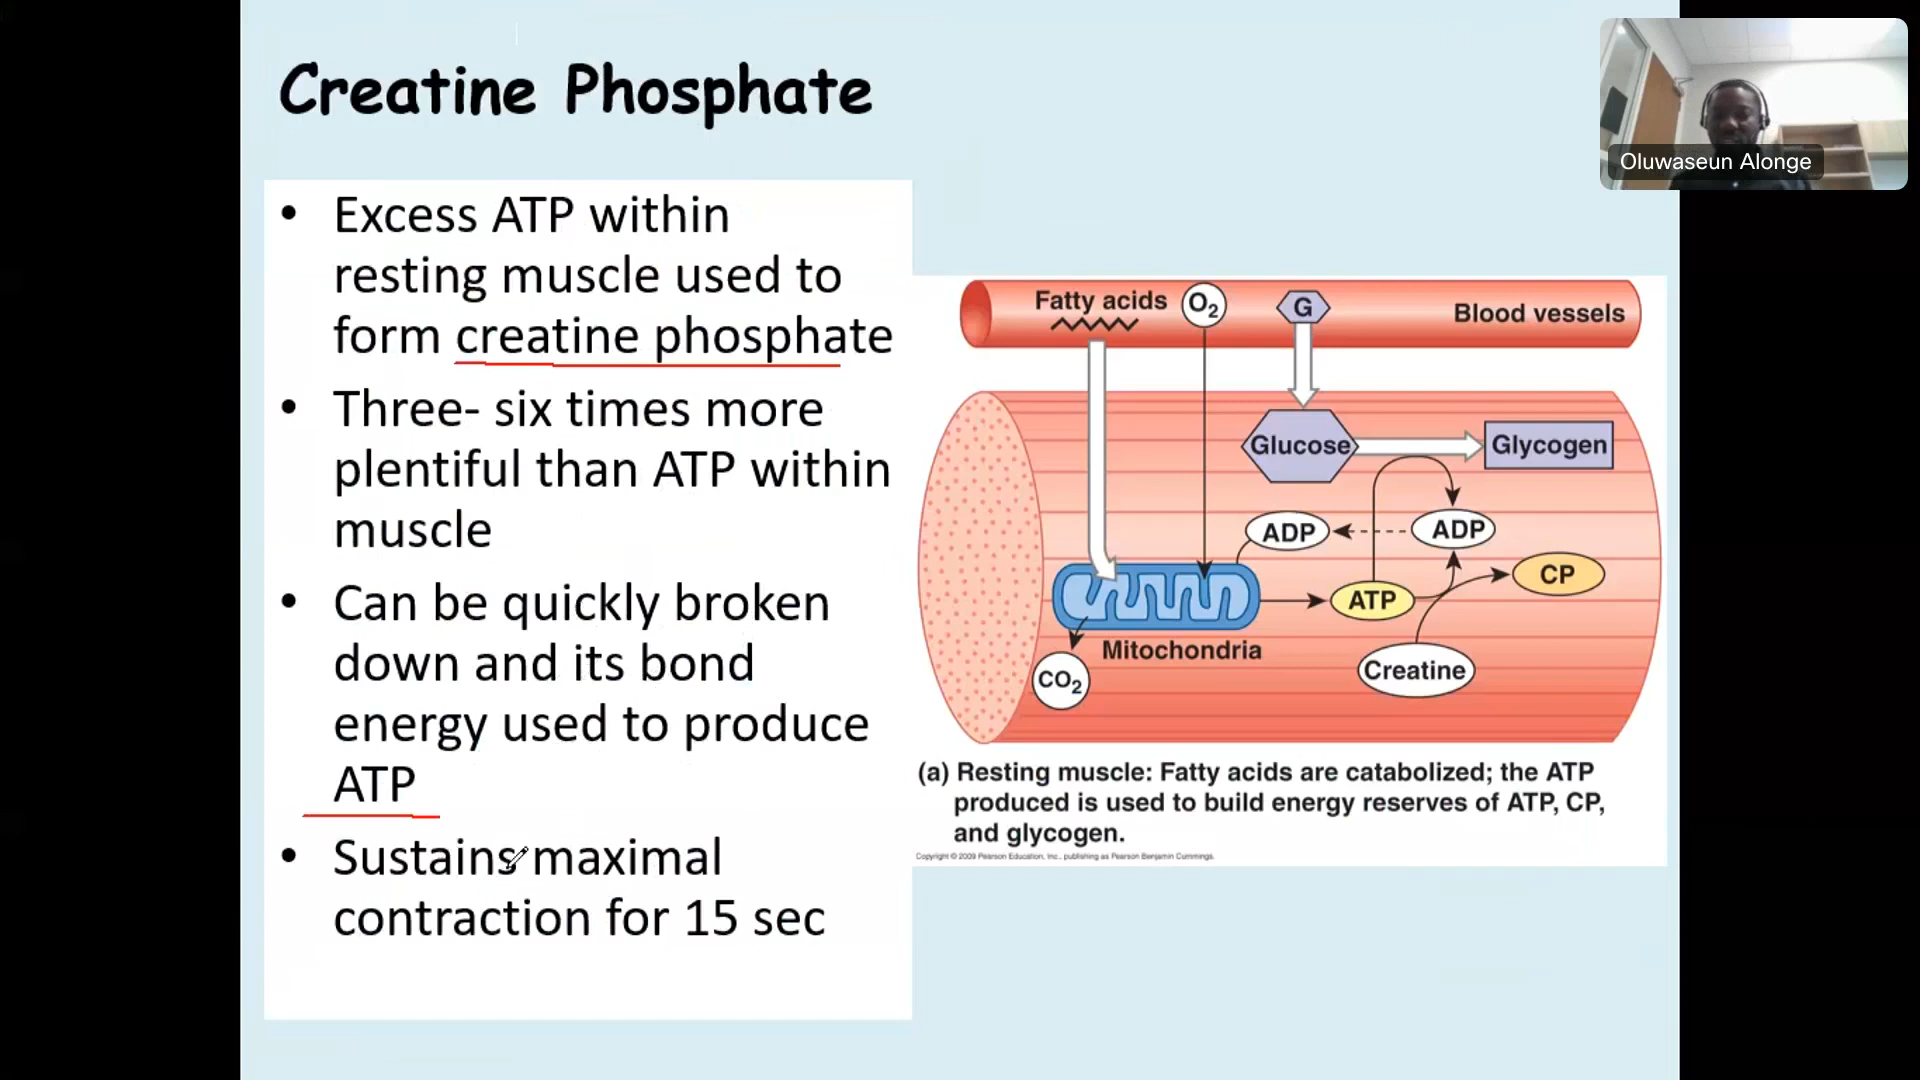 Creatine Phosphate
Oluwaseun Alonge
• Excess ATP within
resting muscle used to
form creatine phosphate
• Three- six times more
plentiful than ATP within
muscle
• Can be quickly broken
down and its bond
energy used to produce
ATP
• Sustains maximal
contraction for 15 sec
Fatty acids
O2
G
Blood vessels
Glucose
Glycogen
ADP
ADP
CP
ATP
Mitochondria
Creatine
CO2
(a) Resting muscle: Fatty acids are catabolized; the ATP
produced is used to build energy reserves of ATP, CP,
and glycogen.
Copyright © 2009 Pearson Education, Inc., publishing as Pearson Benjamin Cummings.